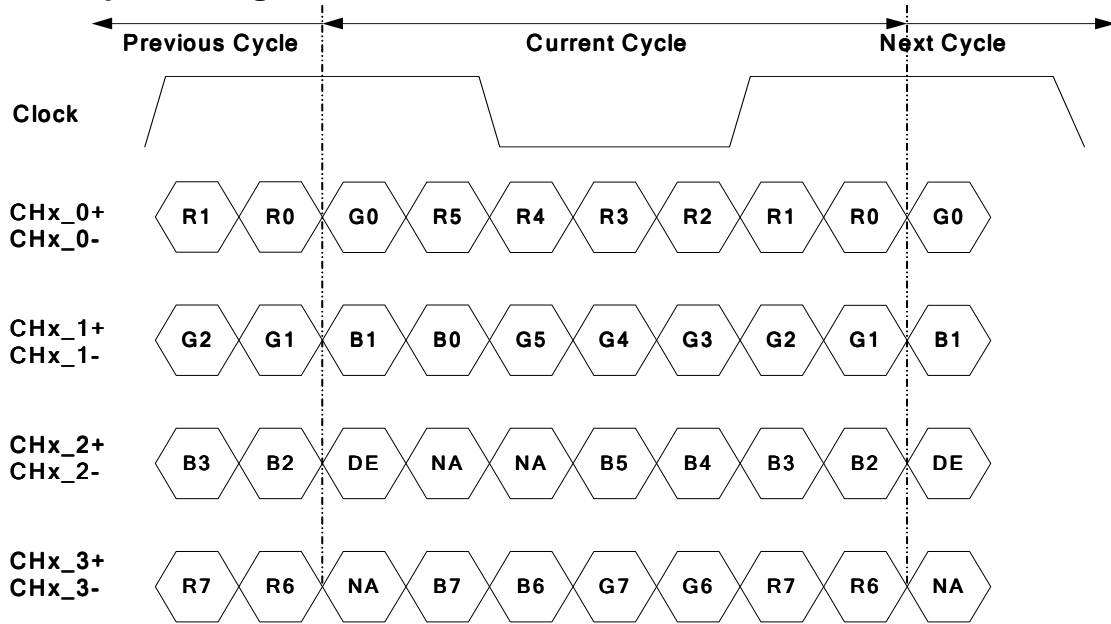 Previous Cycle Current Cycle Next Cycle
Clock
CHx_0+
CHx_0-
R1 R0 G0 R5 R4 R3 R2 R1 R0 G0
CHx_1+
CHx_1-
G2 G1 B1 B0 G5 G4 G3 G2 G1 B1
CHx_2+
CHx_2-
B3 B2 DE NA NA B5 B4 B3 B2 DE
CHx_3+
CHx_3-
R7 R6 NA B7 B6 G7 G6 R7 R6 NA